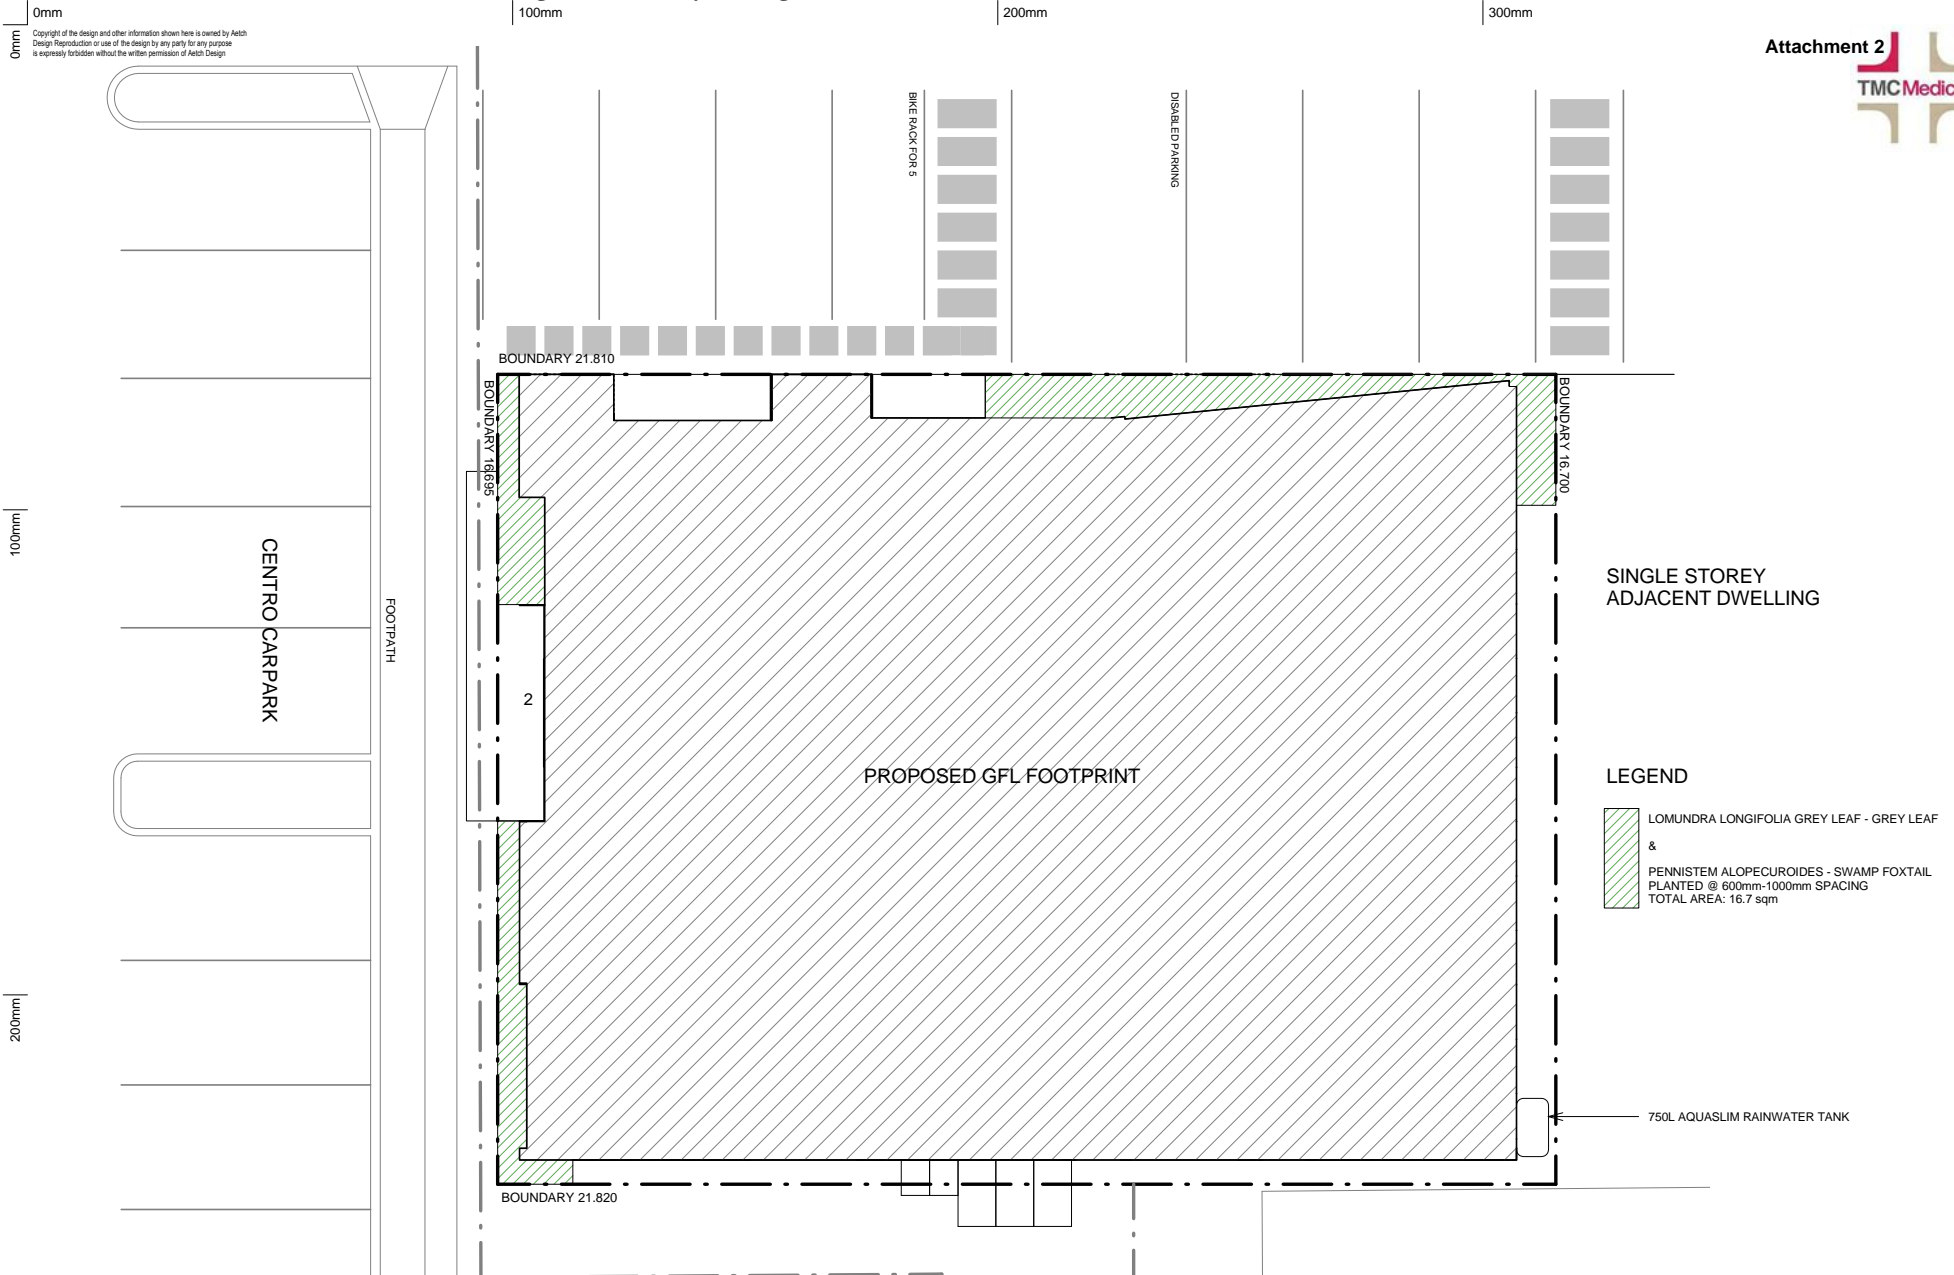 0mm
100mm
200mm
300mm
0mm
Copyright of the design and other information shown here is owned by Aetch
Design Reproduction or use of the design by any party for any purpose
is expressly forbidden without the written permission of Aetch Design
Attachment 2
TMCMedic
BIKE RACK FOR 5
DISABLED PARKING
BOUNDARY 21.810
BOUNDARY 16.695
BOUNDARY 16.700
100mm
CENTRO CARPARK
FOOTPATH
SINGLE STOREY
ADJACENT DWELLING
2
PROPOSED GFL FOOTPRINT
LEGEND
LOMUNDRA LONGIFOLIA GREY LEAF - GREY LEAF
&
PENNISTEM ALOPECUROIDES - SWAMP FOXTAIL
PLANTED @ 600mm-1000mm SPACING
TOTAL AREA: 16.7 sqm
200mm
750L AQUASLIM RAINWATER TANK
BOUNDARY 21.820